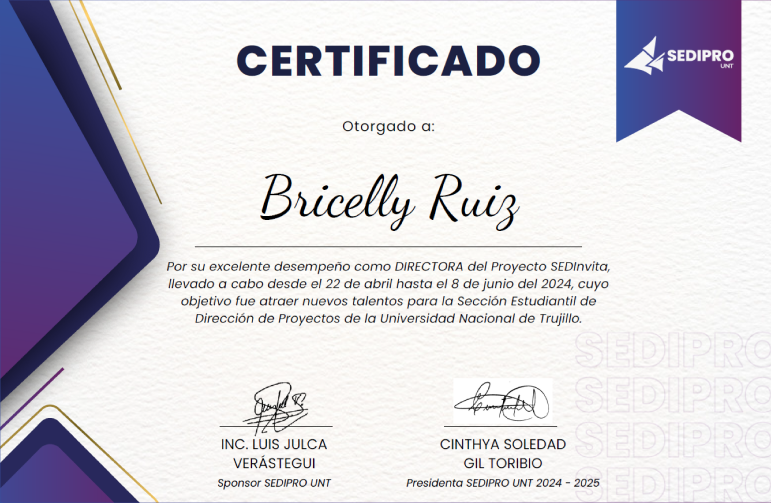 CERTIFICADO
SEDIPRO
UNT
Otorgado a:
Bricelly Ruiz
Por su excelente desempeño como DIRECTORA del Proyecto SEDInvita,
llevado a cabo desde el 22 de abril hasta el 8 de junio del 2024, cuyo
objetivo fue atraer nuevos talentos para la Sección Estudiantil de
Dirección de Proyectos de la Universidad Nacional de Trujillo.
SEDIPRO
SEDIPRO
SEDIPRO
SEDIPRO
INC. LUIS JULCA
VERÁSTEGUI
Sponsor SEDIPRO UNT
CINTHYA SOLEDAD
GIL TORIBIO
Presidenta SEDIPRO UNT 2024 - 2025